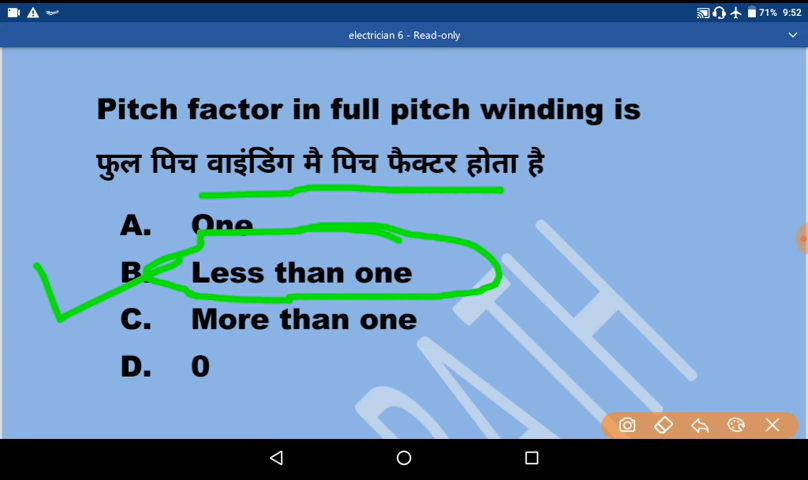 71% 9:52
electrician 6 - Read-only
Pitch factor in full pitch winding is
फुल पिच वाइंडिंग मै पिच फैक्टर होता है
A. One
B. Less than one
C. More than one
D. 0
PATH